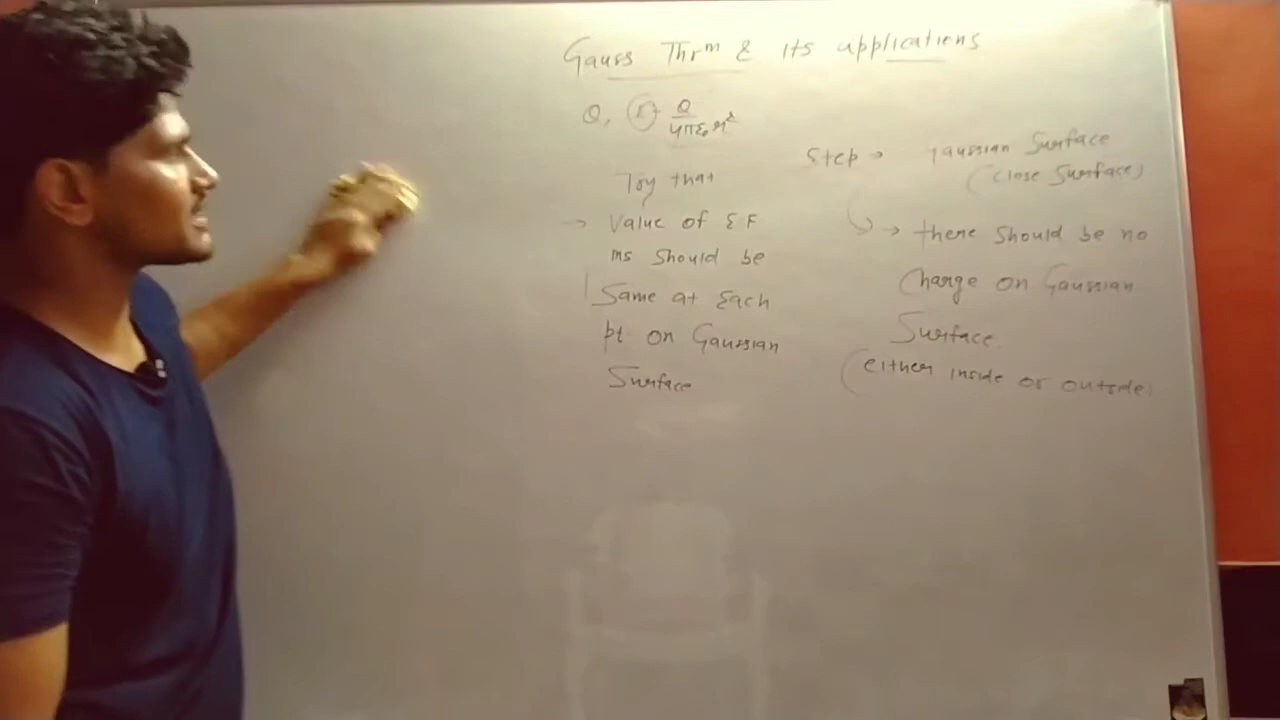 Gauss Thrm & its applications
Q, E → Q / 4πε₀r²
Try that
→ Value of EF
ms should be
Same at Each
pt on Gaussian
Surface
Step → Gaussian Surface
(Close Surface)
→ there should be no
Charge on Gaussian
Surface
(either inside or outside)